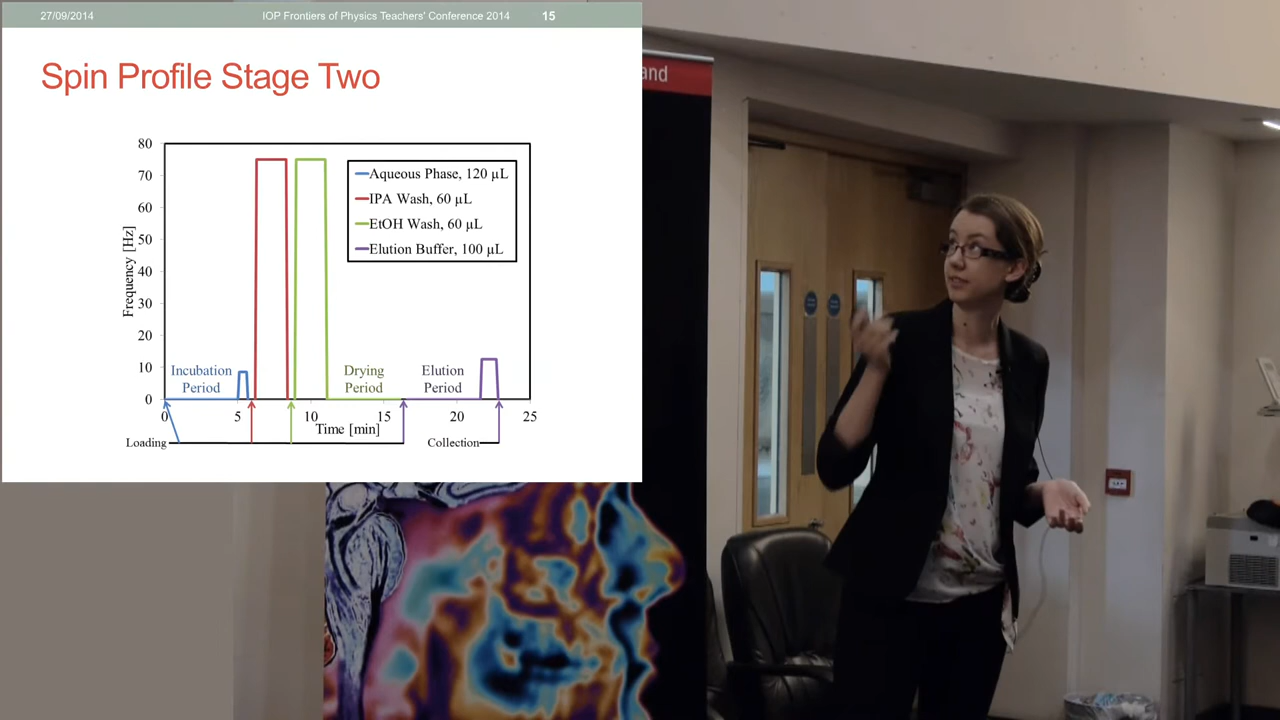 27/09/2014 IOP Frontiers of Physics Teachers' Conference 2014 15
Spin Profile Stage Two
80
70
60
50
40
30
20
10
0
Frequency [Hz]
Aqueous Phase, 120 µL
IPA Wash, 60 µL
EtOH Wash, 60 µL
Elution Buffer, 100 µL
Incubation
Period
Drying
Period
Elution
Period
0 5 10 15 20 25
Time [min]
Loading
Collection
and